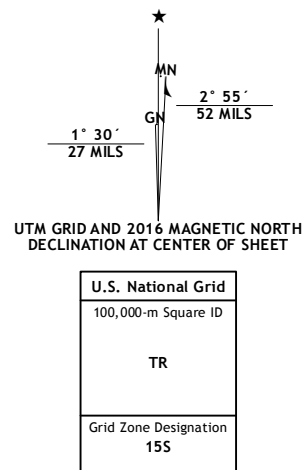 ★
MN
GN
2° 55´
52 MILS
1° 30´
27 MILS
UTM GRID AND 2016 MAGNETIC NORTH
DECLINATION AT CENTER OF SHEET
U.S. National Grid
100,000-m Square ID
TR
Grid Zone Designation
15S